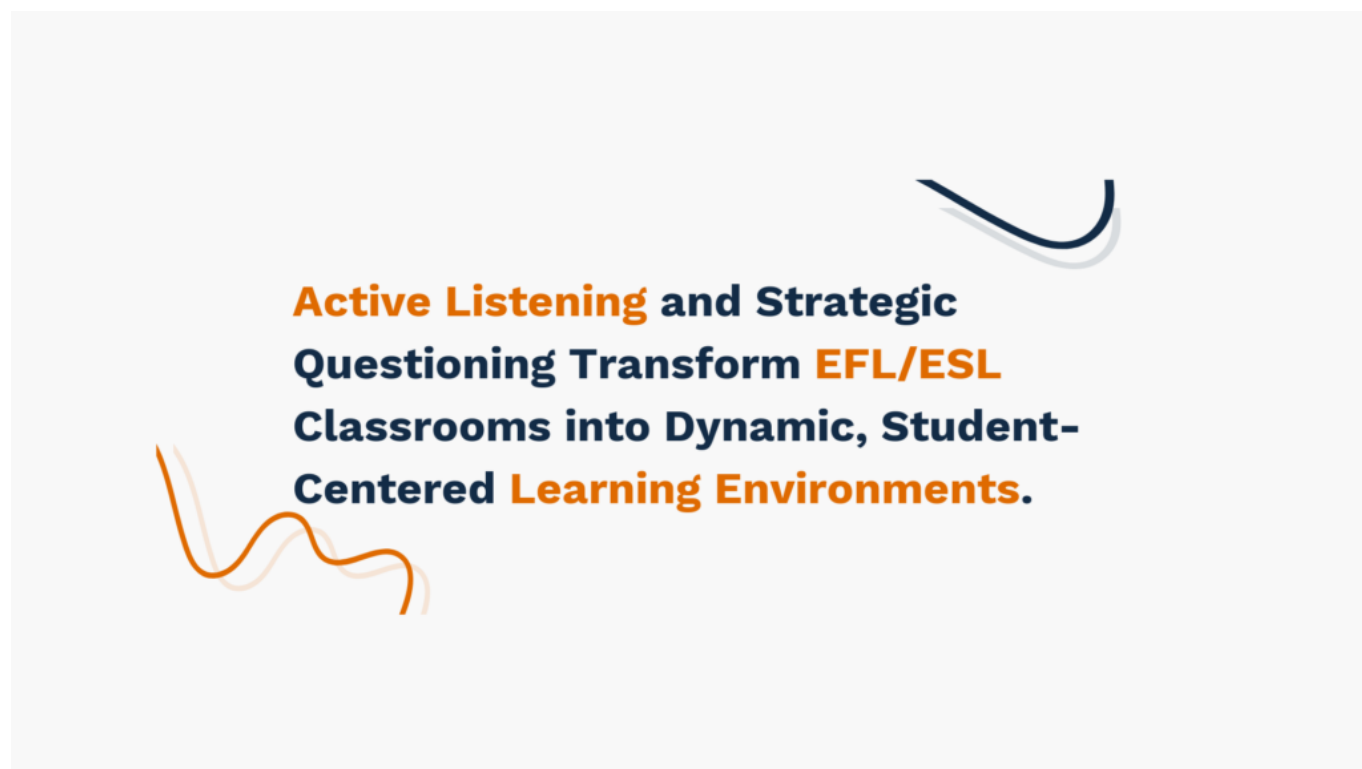 Active Listening and Strategic
Questioning Transform EFL/ESL
Classrooms into Dynamic, Student-
Centered Learning Environments.